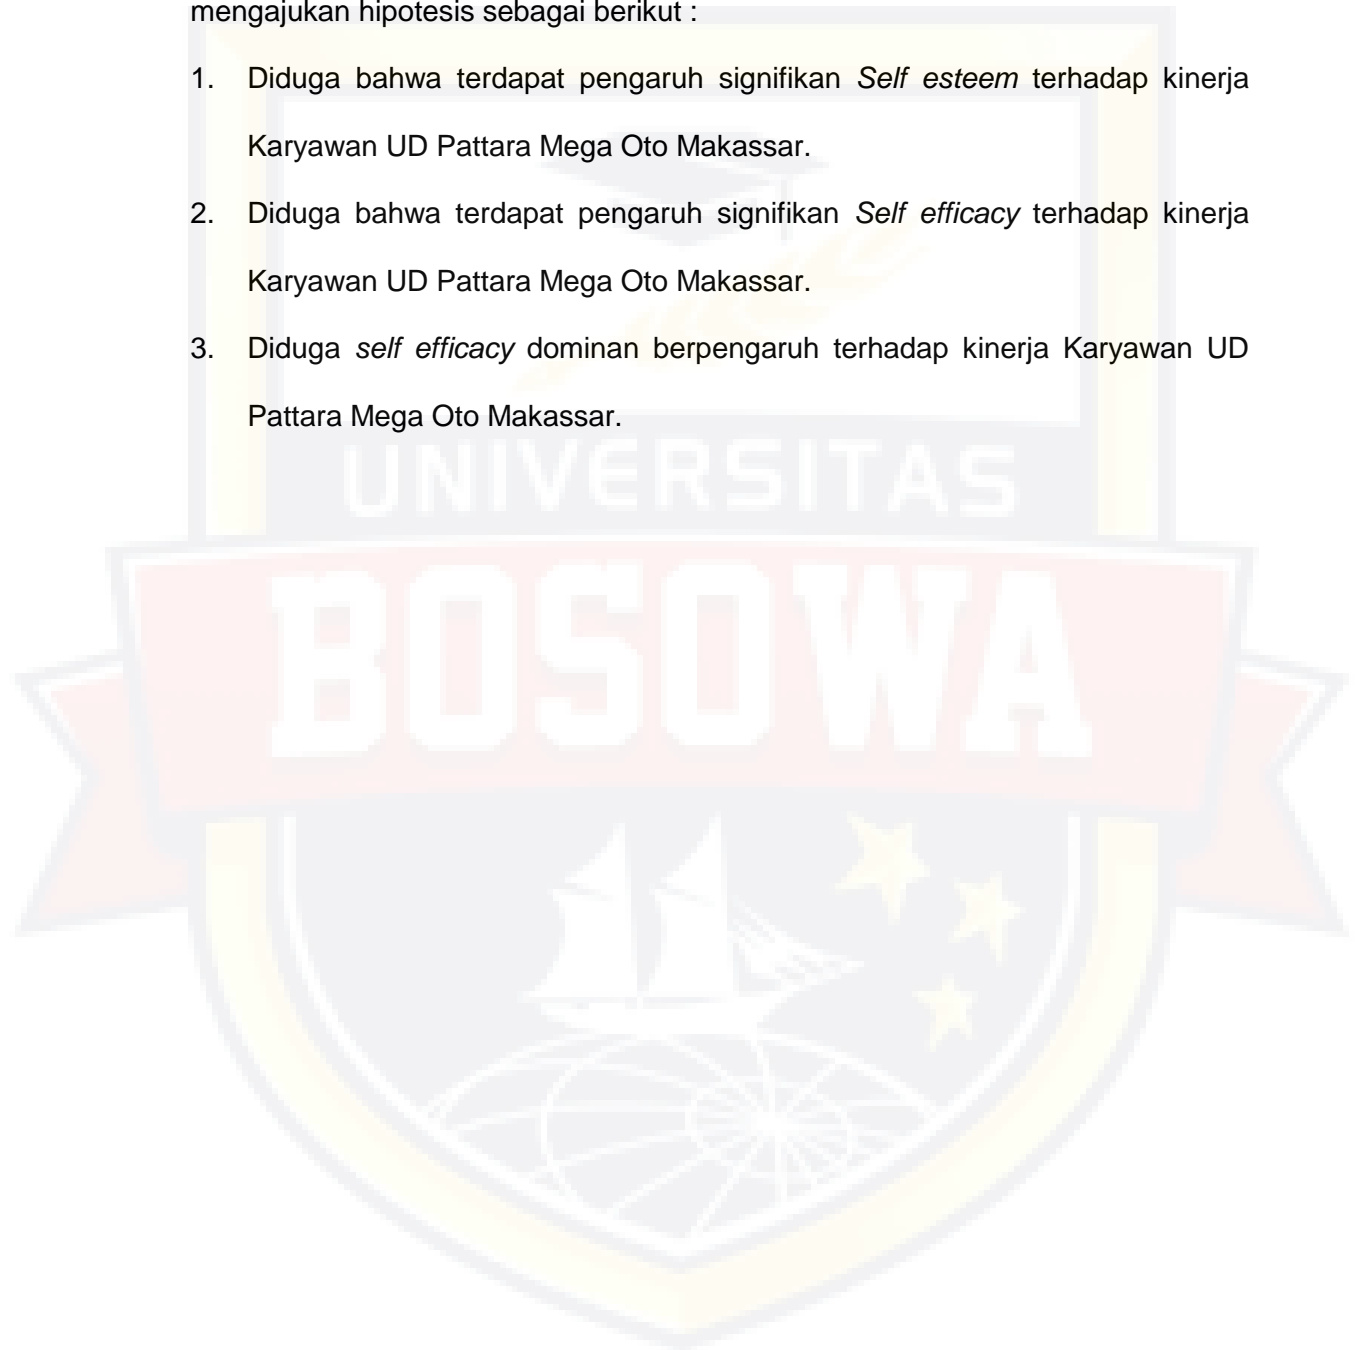 mengajukan hipotesis sebagai berikut :
1. Diduga bahwa terdapat pengaruh signifikan Self esteem terhadap kinerja
Karyawan UD Pattara Mega Oto Makassar.
2. Diduga bahwa terdapat pengaruh signifikan Self efficacy terhadap kinerja
Karyawan UD Pattara Mega Oto Makassar.
3. Diduga self efficacy dominan berpengaruh terhadap kinerja Karyawan UD
Pattara Mega Oto Makassar.
UNIVERSITAS
BOSOWA